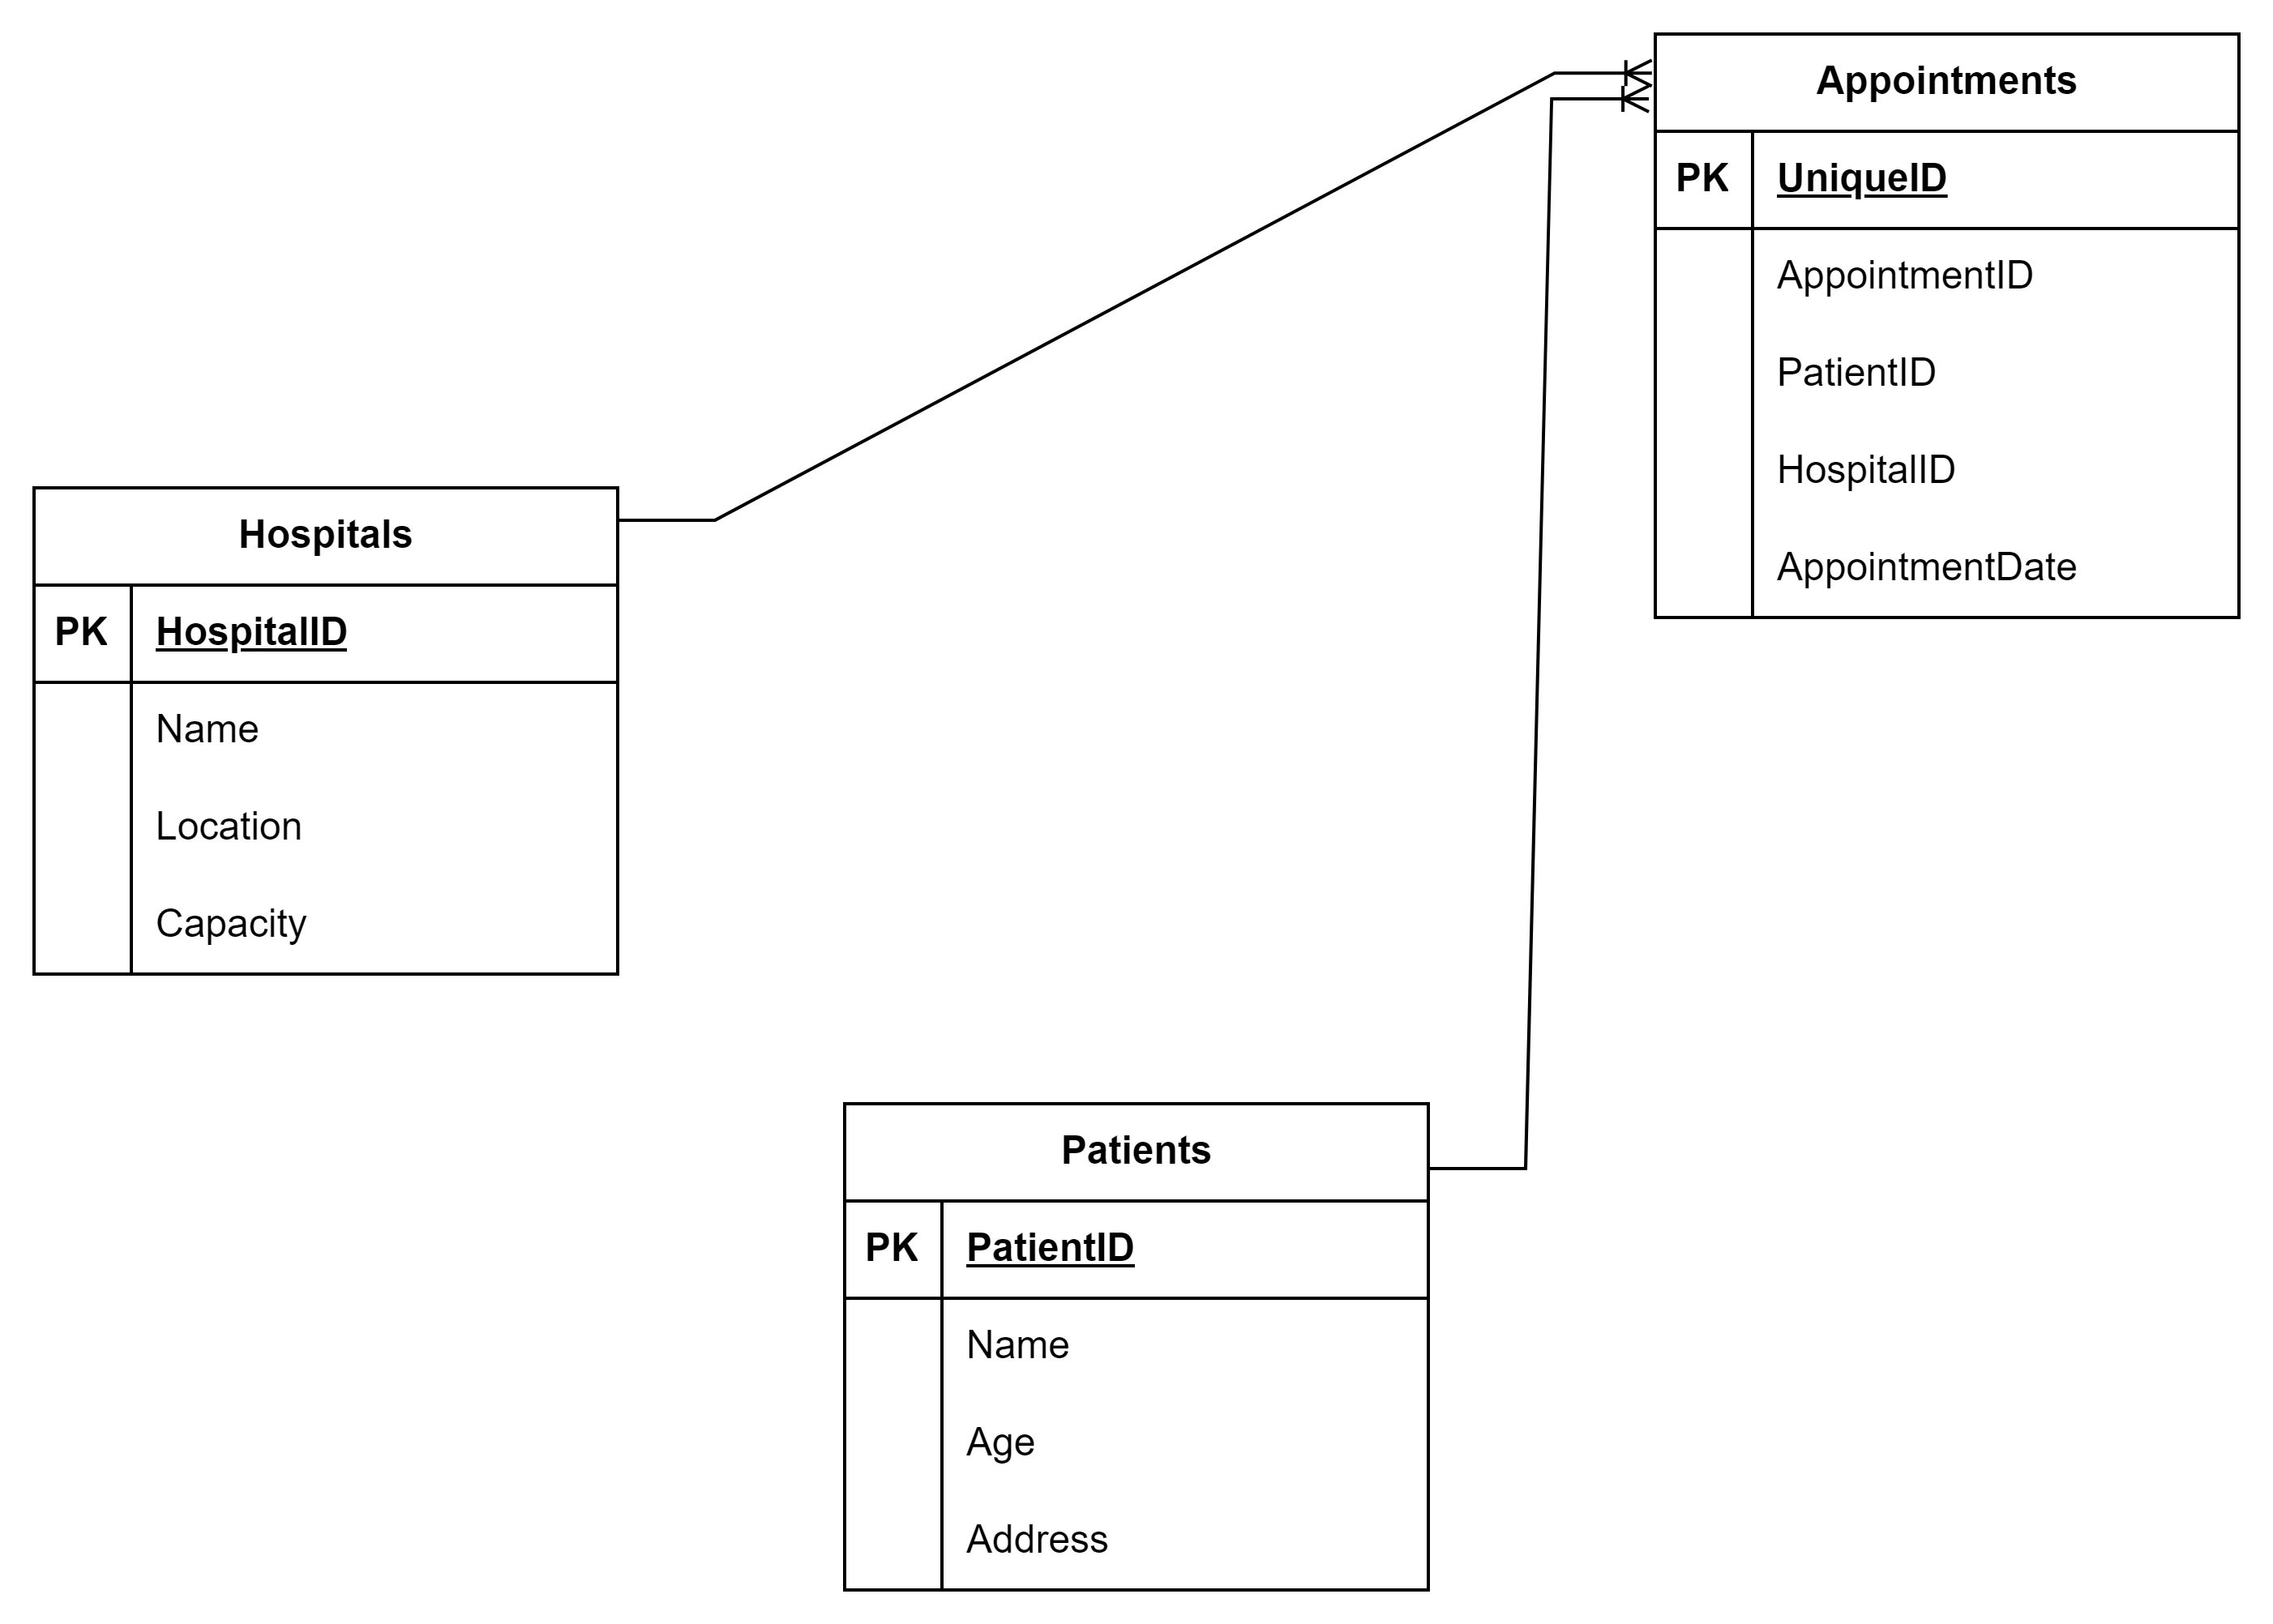 Appointments
PK UniqueID
AppointmentID
PatientID
HospitalID
AppointmentDate
Hospitals
PK HospitalID
Name
Location
Capacity
Patients
PK PatientID
Name
Age
Address